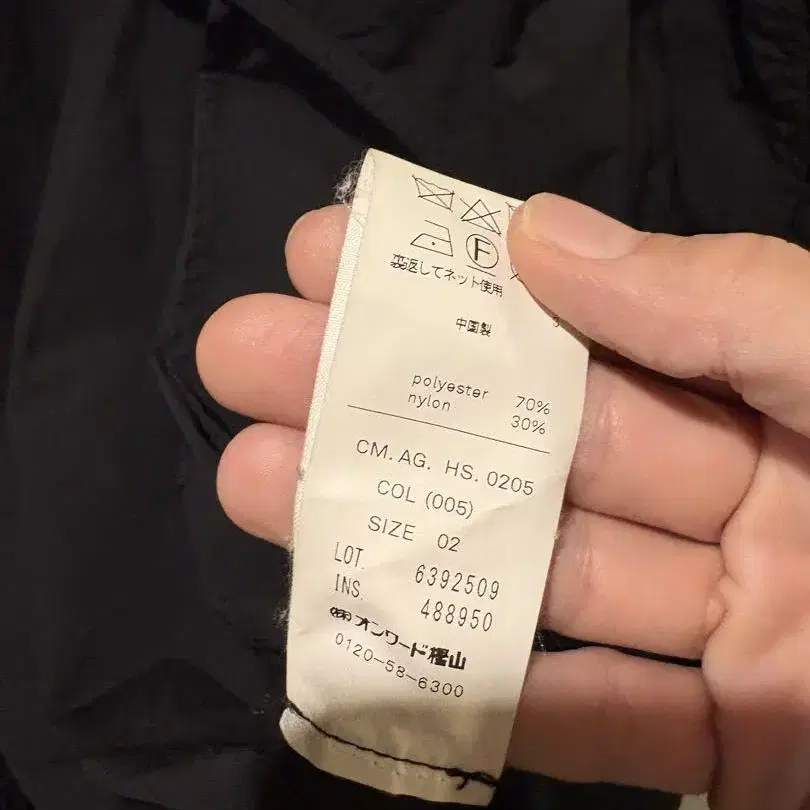 F
裏返してネット使用
中国製
polyester 70%
nylon 30%
CM. AG. HS. 0205
COL (005)
SIZE 02
LOT. 6392509
INS. 488950
㈱オンワード樫山
0120-58-6300